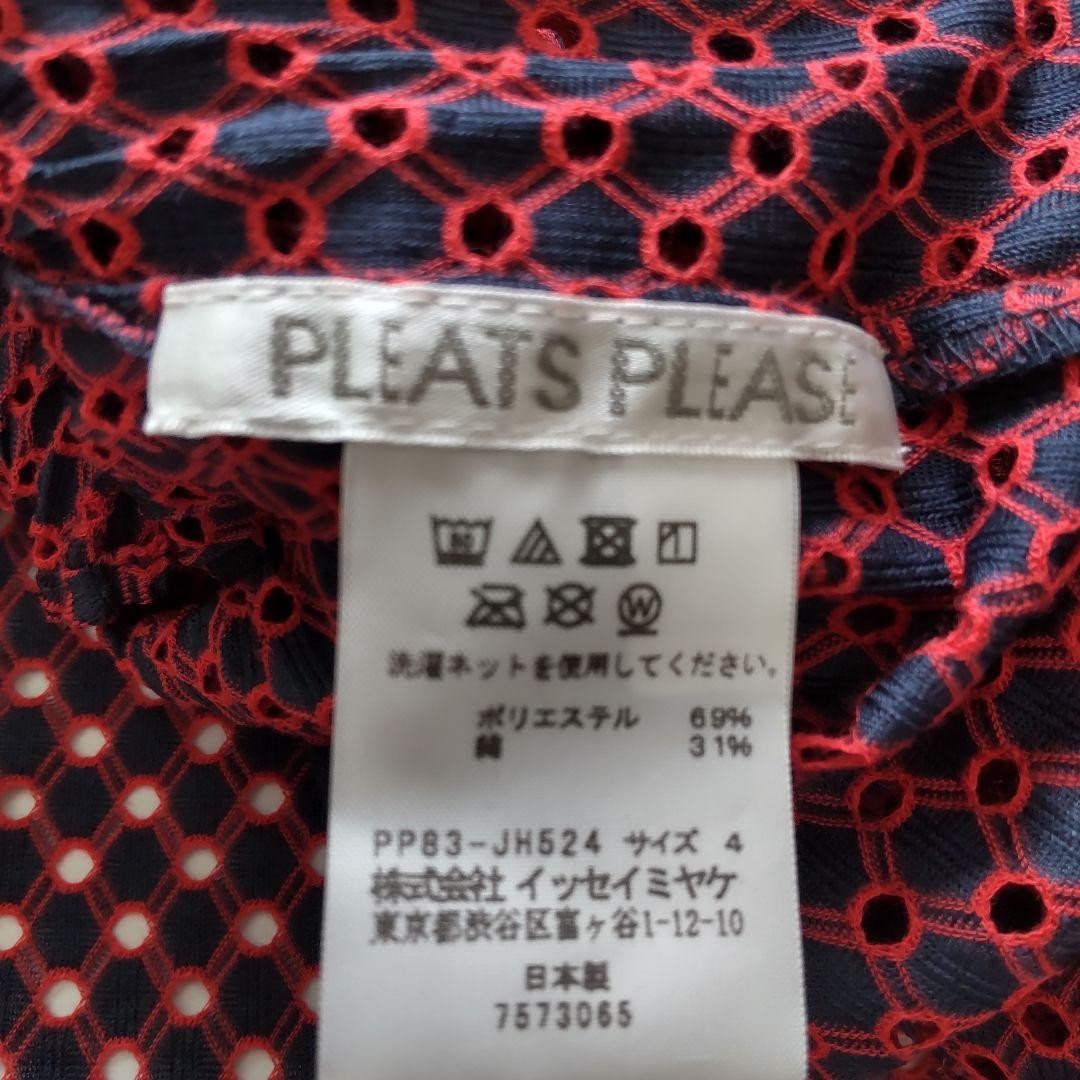 PLEATS PLEASE
洗濯ネットを使用してください。
ポリエステル 69%
綿 31%
PP83-JH524 サイズ 4
株式会社 イッセイミヤケ
東京都渋谷区富ヶ谷1-12-10
日本製
7573065